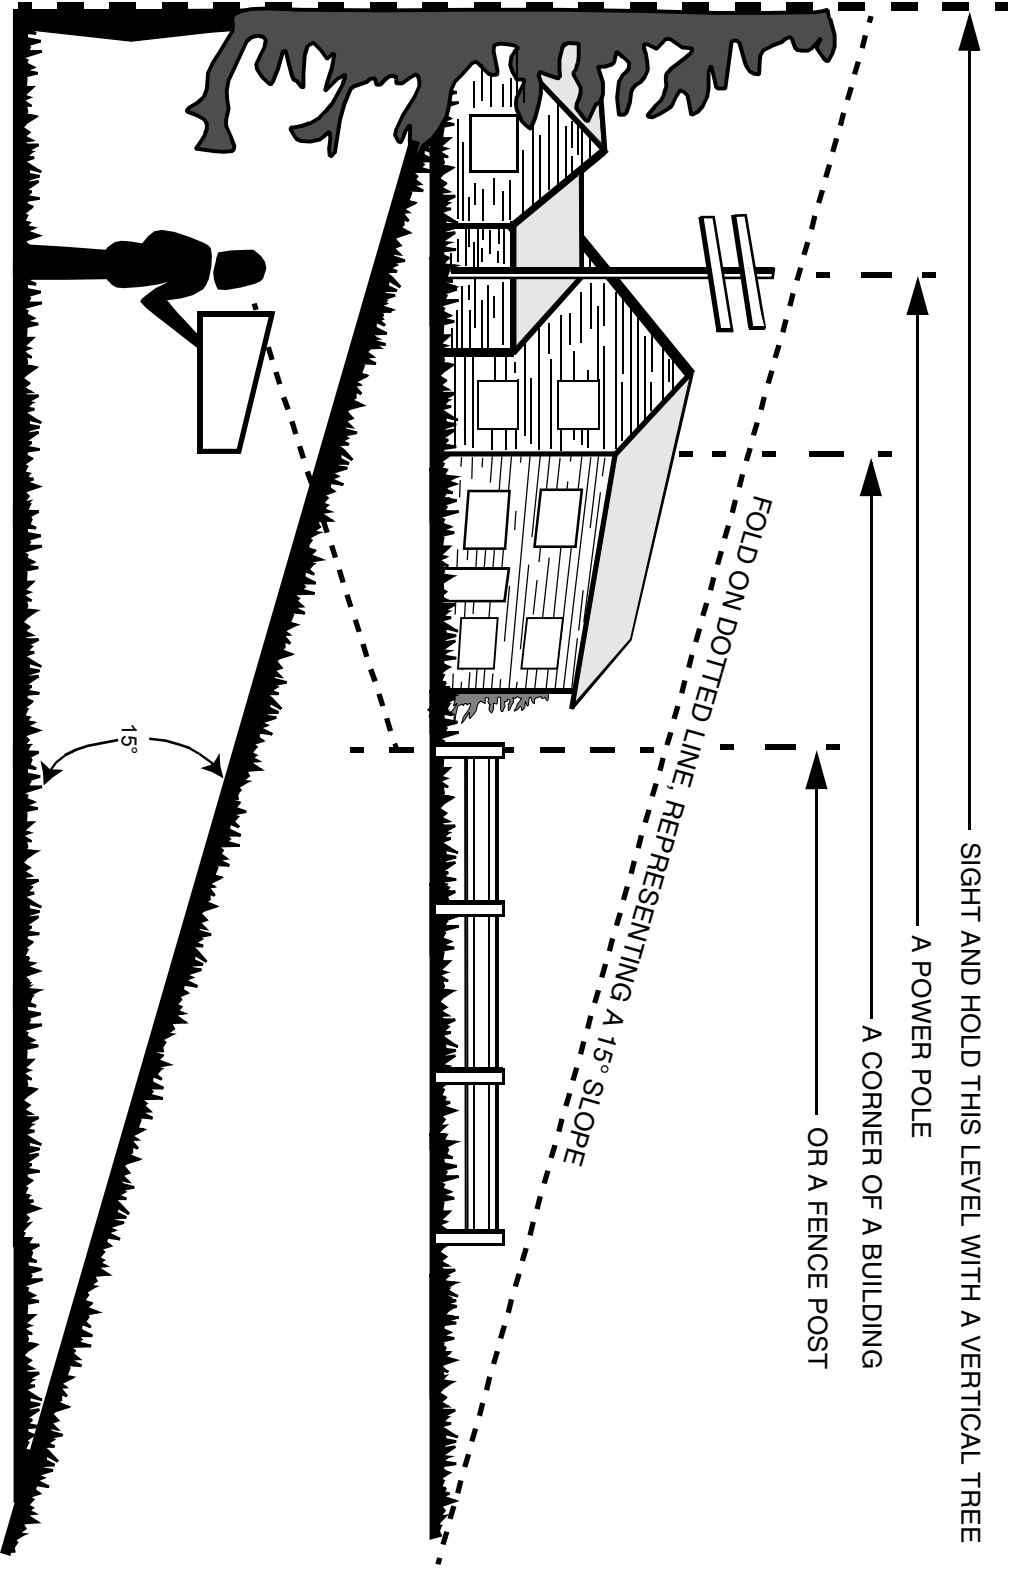 SIGHT AND HOLD THIS LEVEL WITH A VERTICAL TREE
A POWER POLE
A CORNER OF A BUILDING
OR A FENCE POST
FOLD ON DOTTED LINE, REPRESENTING A 15° SLOPE
15°